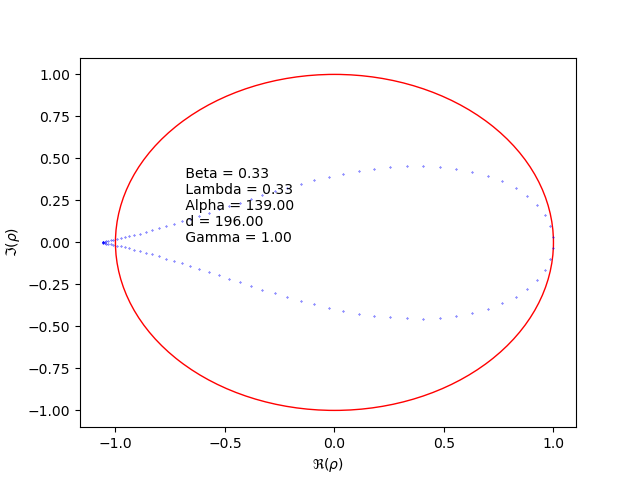 1.00
0.75
0.50
0.25
0.00
−0.25
−0.50
−0.75
−1.00
ℑ(ρ)
Beta = 0.33
Lambda = 0.33
Alpha = 139.00
d = 196.00
Gamma = 1.00
−1.0 −0.5 0.0 0.5 1.0
ℜ(ρ)